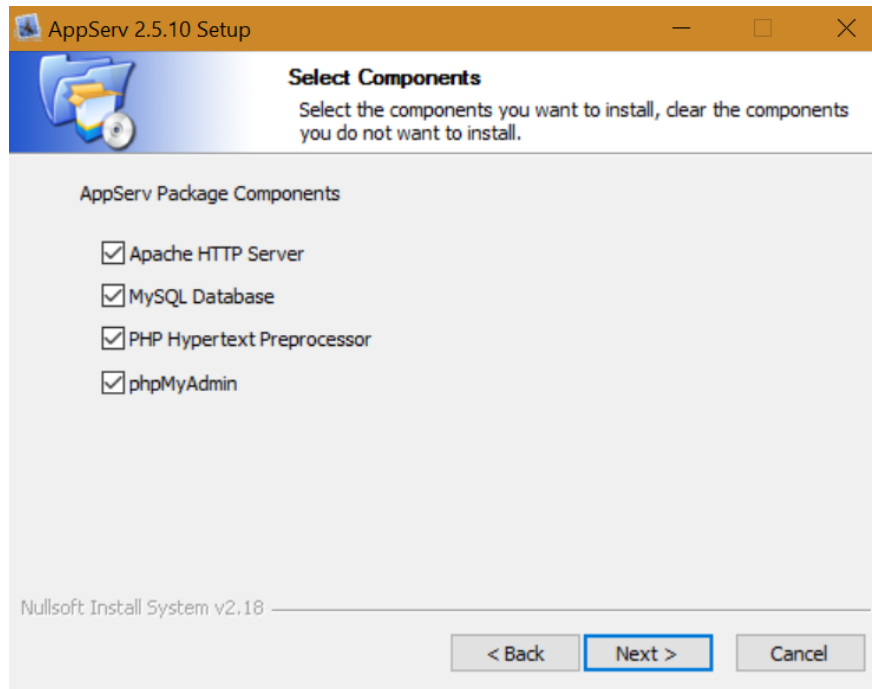 AppServ 2.5.10 Setup
Select Components
Select the components you want to install, clear the components
you do not want to install.
AppServ Package Components
Apache HTTP Server
MySQL Database
PHP Hypertext Preprocessor
phpMyAdmin
Nullsoft Install System v2.18
< Back
Next >
Cancel